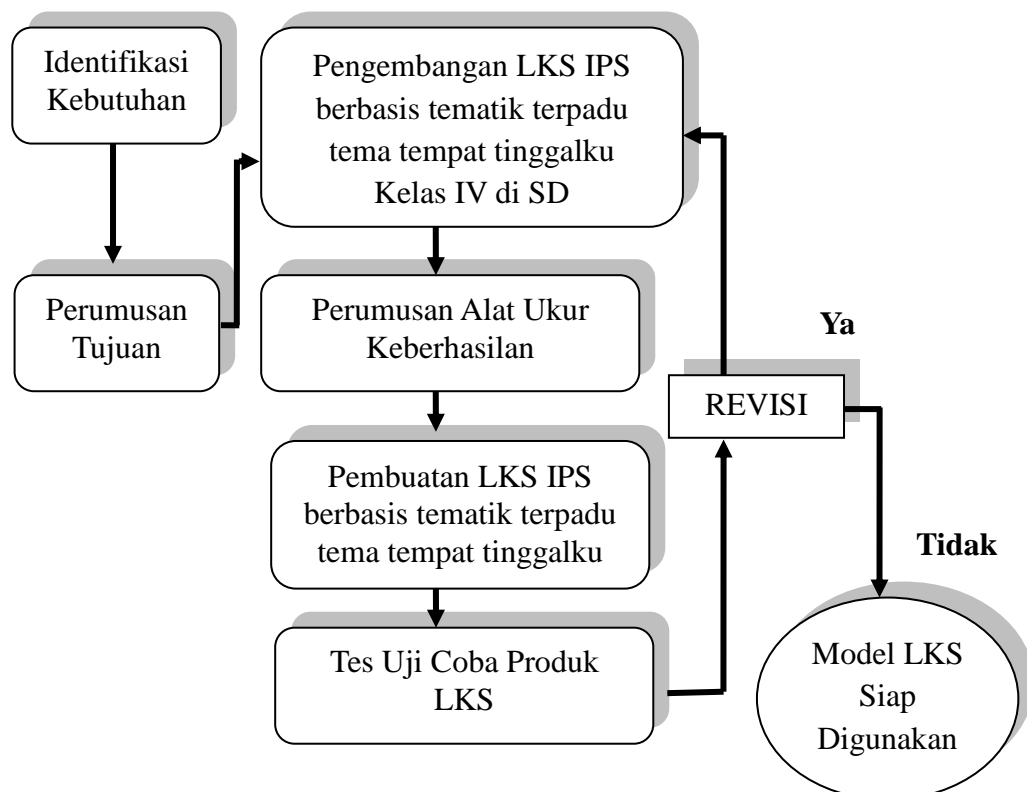 Identifikasi
Kebutuhan
Perumusan
Tujuan
Pengembangan LKS IPS
berbasis tematik terpadu
tema tempat tinggalku
Kelas IV di SD
Perumusan Alat Ukur
Keberhasilan
Pembuatan LKS IPS
berbasis tematik terpadu
tema tempat tinggalku
Tes Uji Coba Produk
LKS
REVISI
Ya
Tidak
Model LKS
Siap
Digunakan